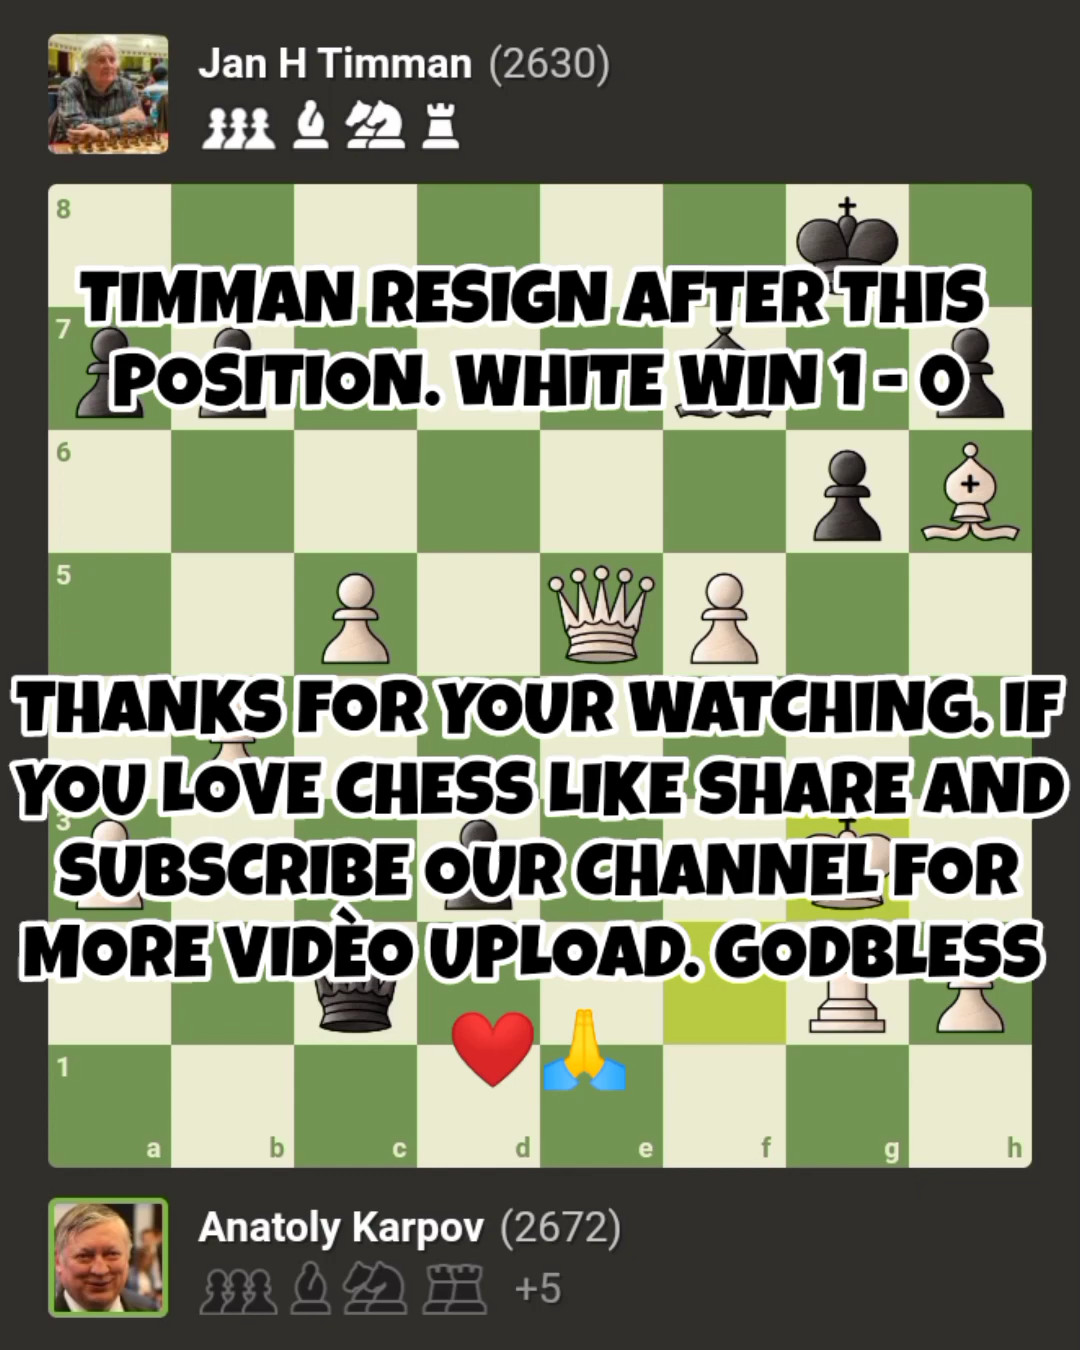 Jan H Timman (2630)
8
TIMMAN RESIGN AFTER THIS
7
POSITION. WHITE WIN 1 - 0
6
5
THANKS FOR YOUR WATCHING. IF
YOU LOVE CHESS LIKE SHARE AND
3
SUBSCRIBE OUR CHANNEL FOR
MORE VIDÈO UPLOAD. GODBLESS
❤️🙏
1
a b c d e f g h
Anatoly Karpov (2672)
+5